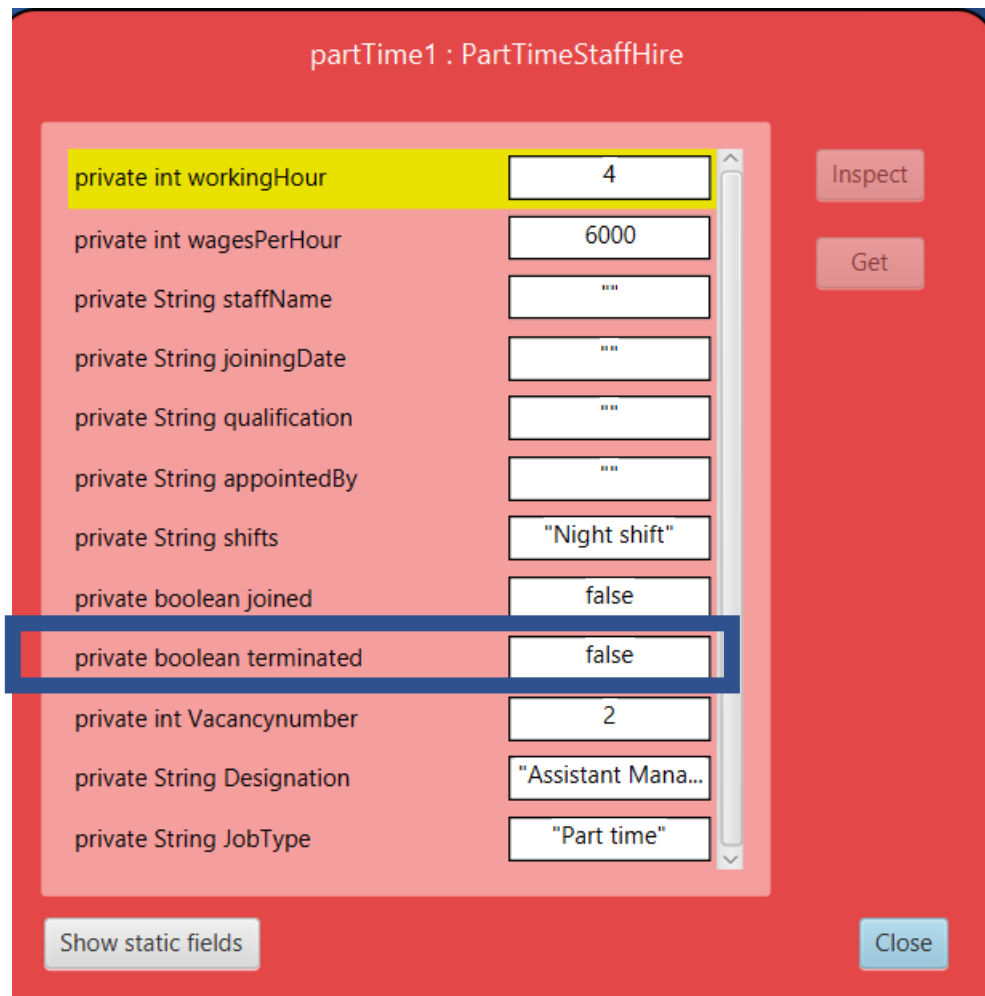 partTime1 : PartTimeStaffHire
private int workingHour 4
Inspect
private int wagesPerHour 6000
Get
private String staffName ""
private String joiningDate ""
private String qualification ""
private String appointedBy ""
private String shifts "Night shift"
private boolean joined false
private boolean terminated false
private int Vacancynumber 2
private String Designation "Assistant Mana...
private String JobType "Part time"
Show static fields
Close